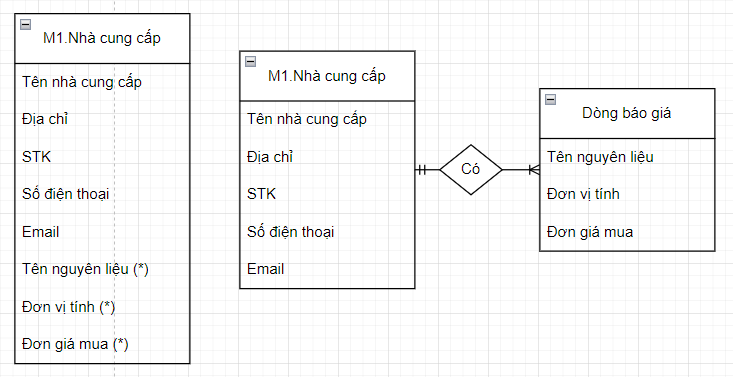 M1.Nhà cung cấp
Tên nhà cung cấp
Địa chỉ
STK
Số điện thoại
Email
Tên nguyên liệu (*)
Đơn vị tính (*)
Đơn giá mua (*)
M1.Nhà cung cấp
Tên nhà cung cấp
Địa chỉ
STK
Số điện thoại
Email
Có
Dòng báo giá
Tên nguyên liệu
Đơn vị tính
Đơn giá mua